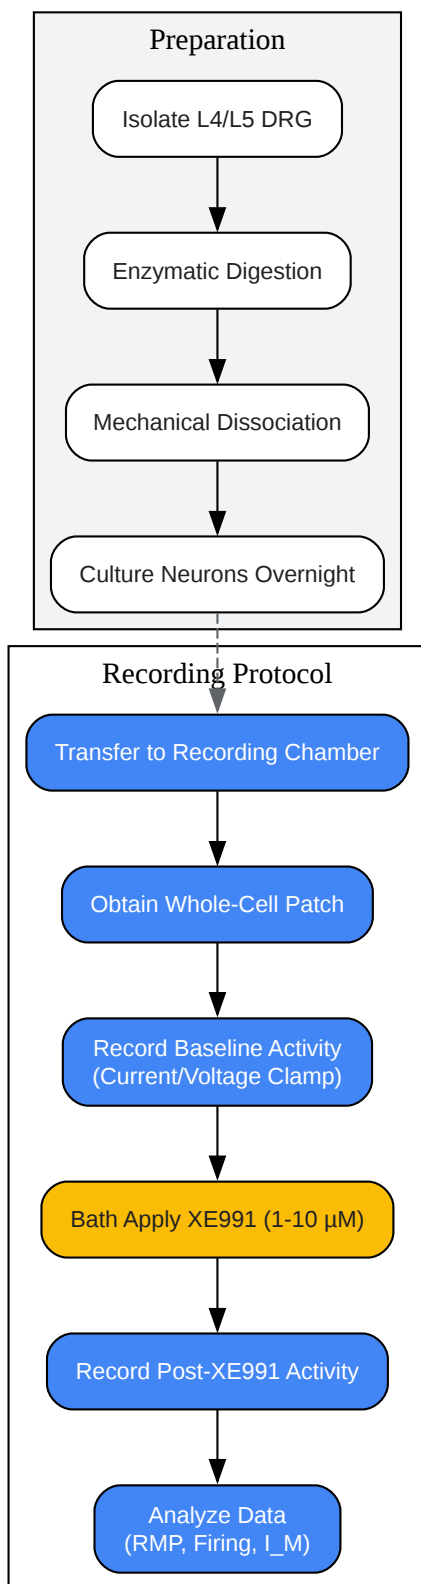 Preparation
Isolate L4/L5 DRG
Enzymatic Digestion
Mechanical Dissociation
Culture Neurons Overnight
Recording Protocol
Transfer to Recording Chamber
Obtain Whole-Cell Patch
Record Baseline Activity
(Current/Voltage Clamp)
Bath Apply XE991 (1-10 µM)
Record Post-XE991 Activity
Analyze Data
(RMP, Firing, I_M)